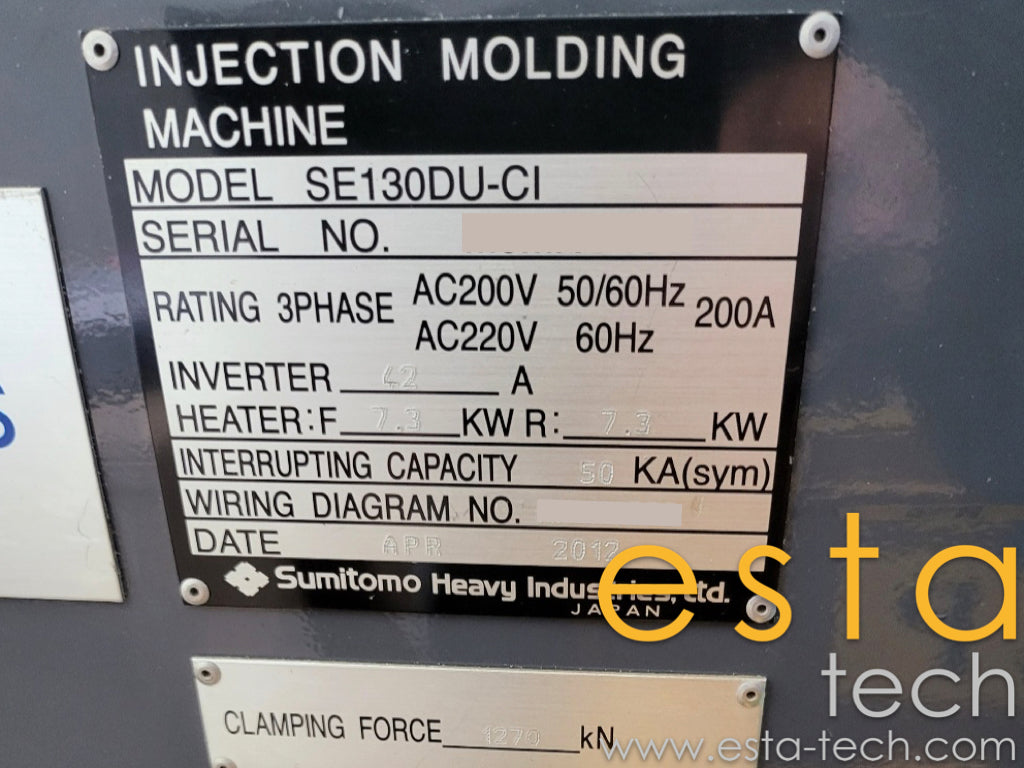 INJECTION MOLDING
MACHINE
MODEL SE130DU-CI
SERIAL NO.
RATING 3PHASE AC200V 50/60Hz 200A
AC220V 60Hz
INVERTER 42 A
HEATER:F 7.3 KW R: 7.3 KW
INTERRUPTING CAPACITY 50 KA(sym)
WIRING DIAGRAM NO.
DATE APR 2012
Sumitomo Heavy Industries, Ltd.
JAPAN
esta
tech
CLAMPING FORCE 1270 kN
www.esta-tech.com